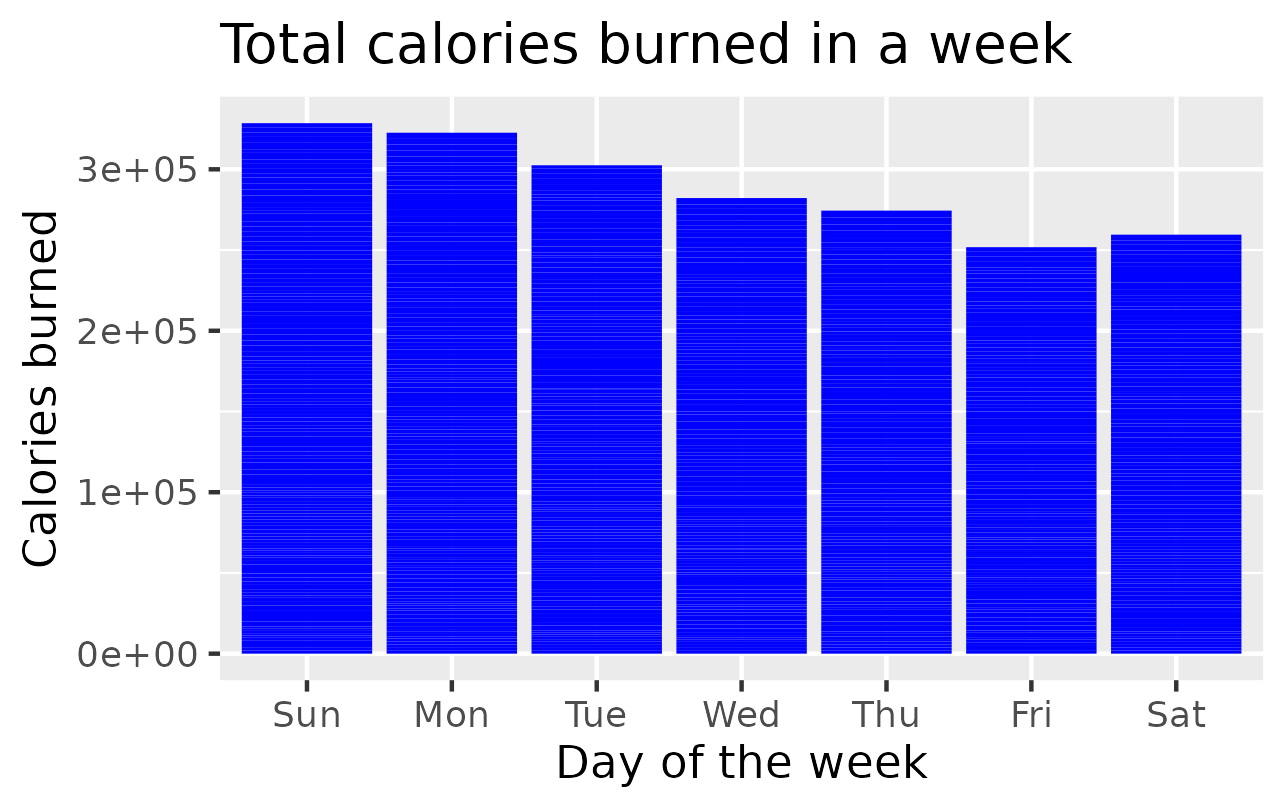 Total calories burned in a week
Calories burned
3e+05
2e+05
1e+05
0e+00
Sun Mon Tue Wed Thu Fri Sat
Day of the week